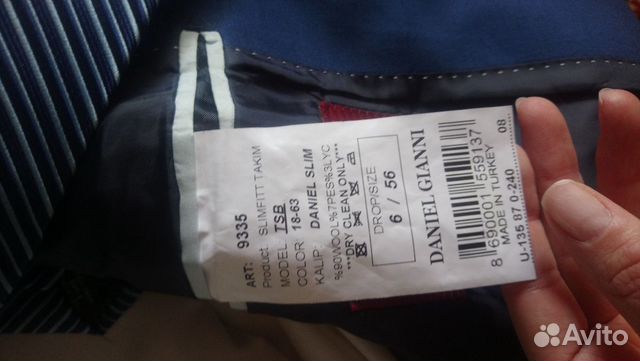 ART: 9335
Product: SLIMFITT TAKIM
MODEL: TSB
COLOR: 18-63
KALIP: DANIEL SLIM
%90WOOL%7PES%3LYC
***DRY CLEAN ONLY***
DROP/SIZE
6 / 56
DANIEL GIANNI
8 690001 559137
MADE IN TURKEY
U-135 87 0-240 08
Avito